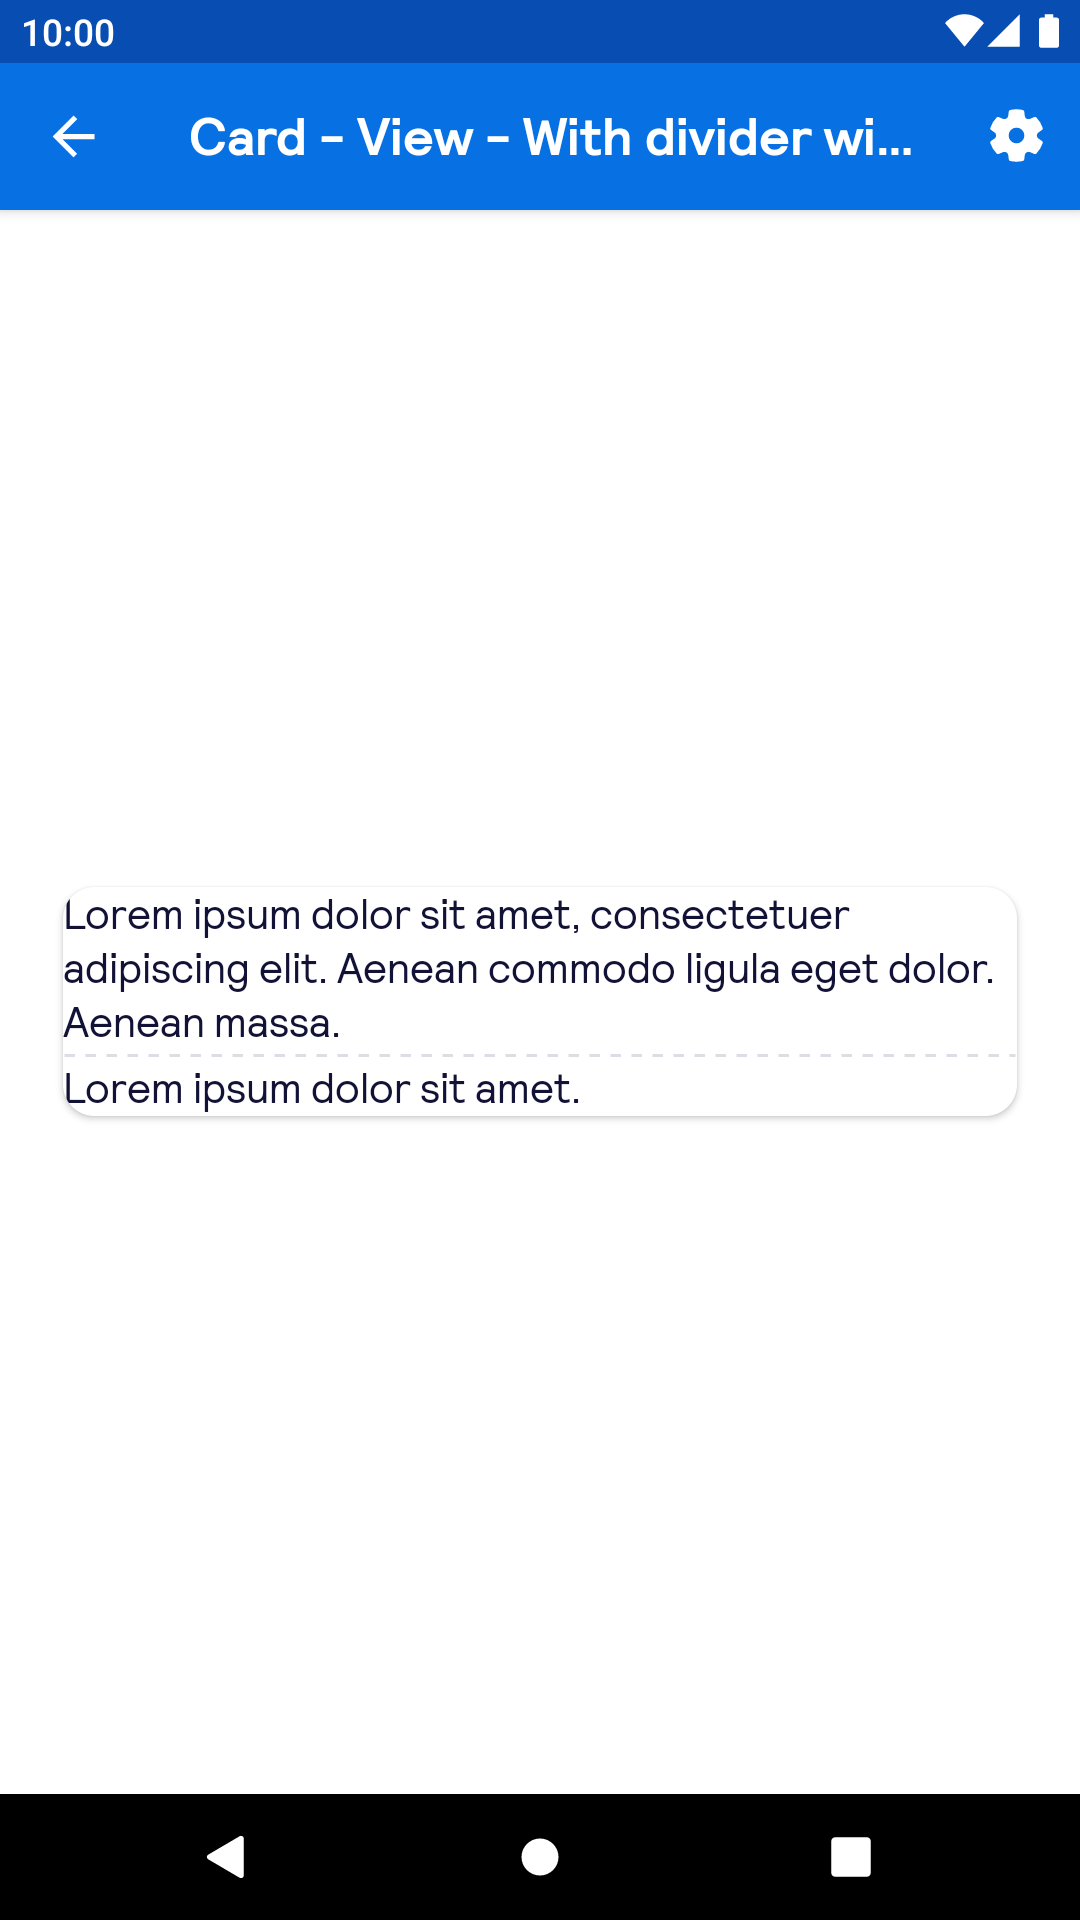 10:00
Card - View - With divider wi...
Lorem ipsum dolor sit amet, consectetuer
adipiscing elit. Aenean commodo ligula eget dolor.
Aenean massa.
Lorem ipsum dolor sit amet.